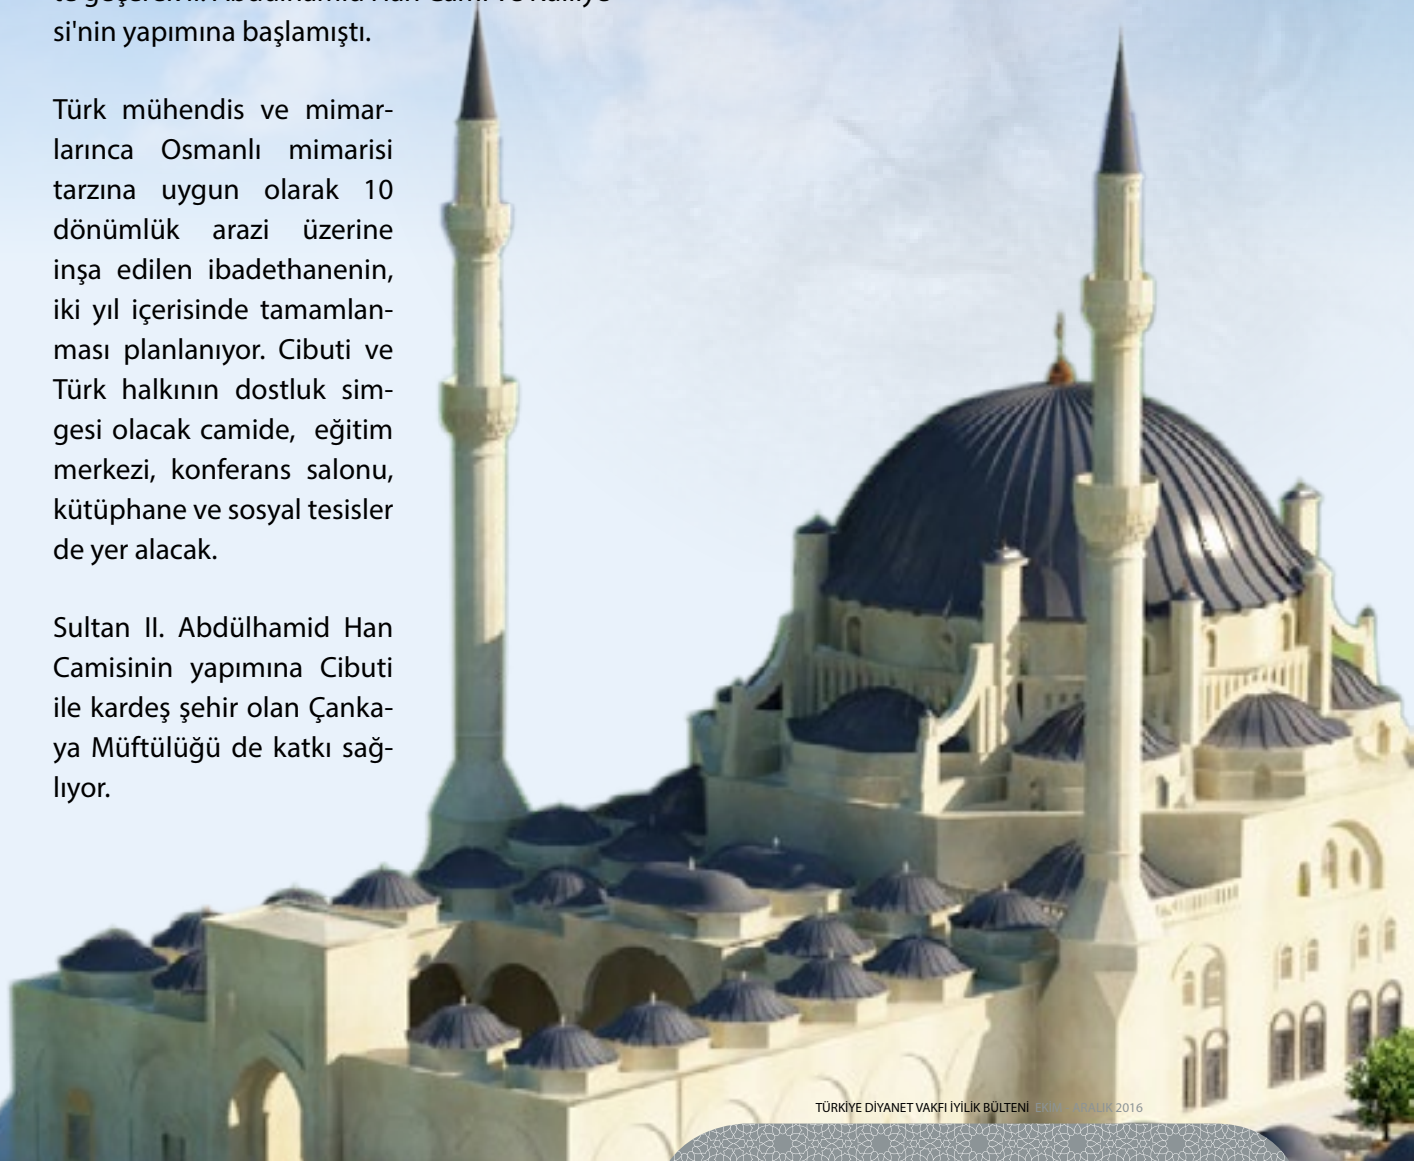 si'nin yapımına başlamıştı.
Türk mühendis ve mimar-
larınca Osmanlı mimarisi
tarzına uygun olarak 10
dönümlük arazi üzerine
inşa edilen ibadethanenin,
iki yıl içerisinde tamamlan-
ması planlanıyor. Cibuti ve
Türk halkının dostluk sim-
gesi olacak camide, eğitim
merkezi, konferans salonu,
kütüphane ve sosyal tesisler
de yer alacak.
Sultan II. Abdülhamid Han
Camisinin yapımına Cibuti
ile kardeş şehir olan Çanka-
ya Müftülüğü de katkı sağ-
lıyor.
TÜRKİYE DİYANET VAKFI İYİLİK BÜLTENİ ARALIK 2016